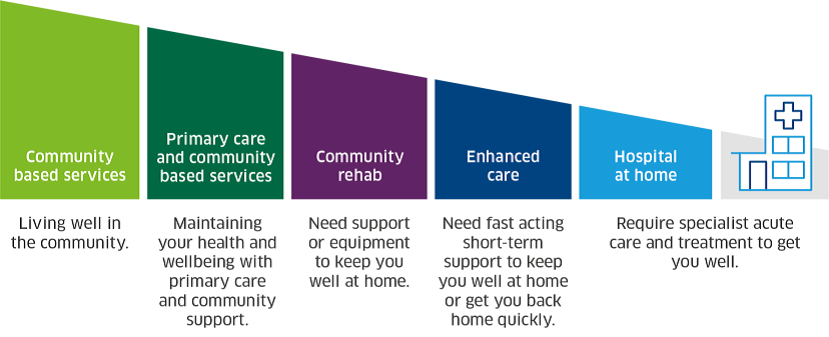 Community
based services
Primary care
and community
based services
Community
rehab
Enhanced
care
Hospital
at home
Living well in
the community.
Maintaining
your health and
wellbeing with
primary care
and community
support.
Need support
or equipment
to keep you
well at home.
Need fast acting
short-term
support to keep
you well at home
or get you back
home quickly.
Require specialist acute
care and treatment to get
you well.